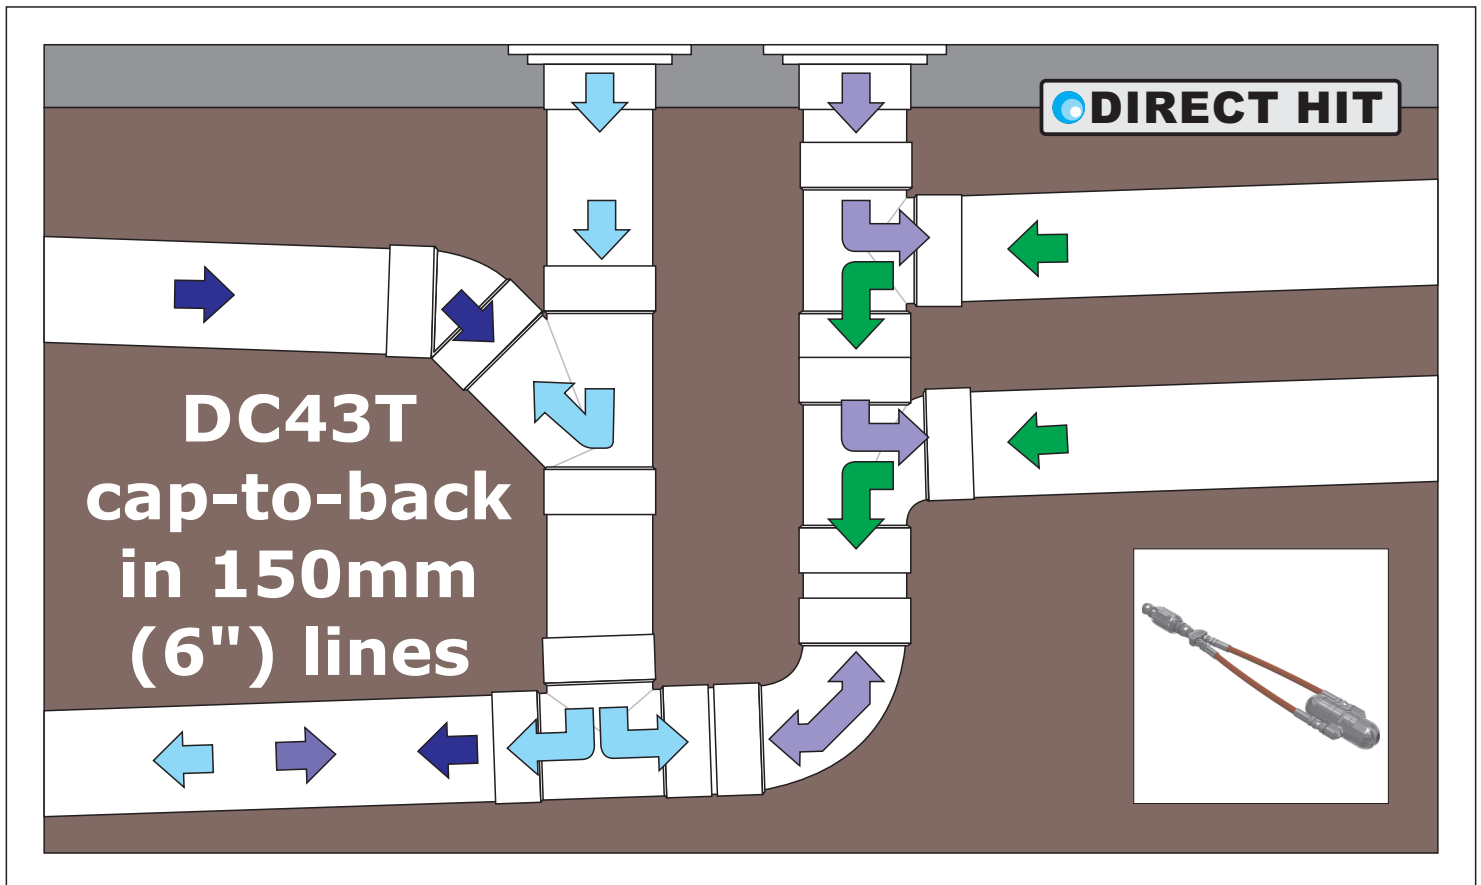 DIRECT HIT
DC43T
cap-to-back
in 150mm
(6") lines